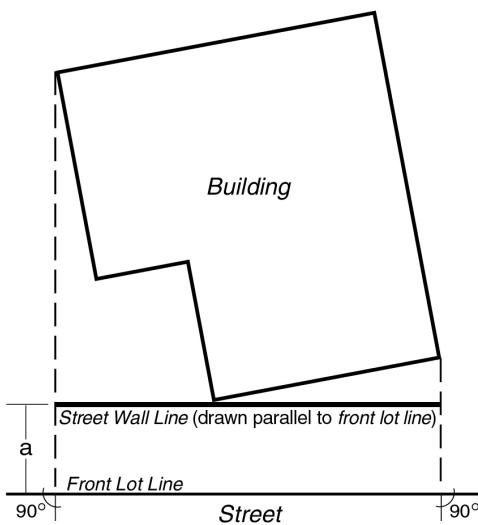 Building
Street Wall Line (drawn parallel to front lot line)
a
Front Lot Line
90° Street 90°